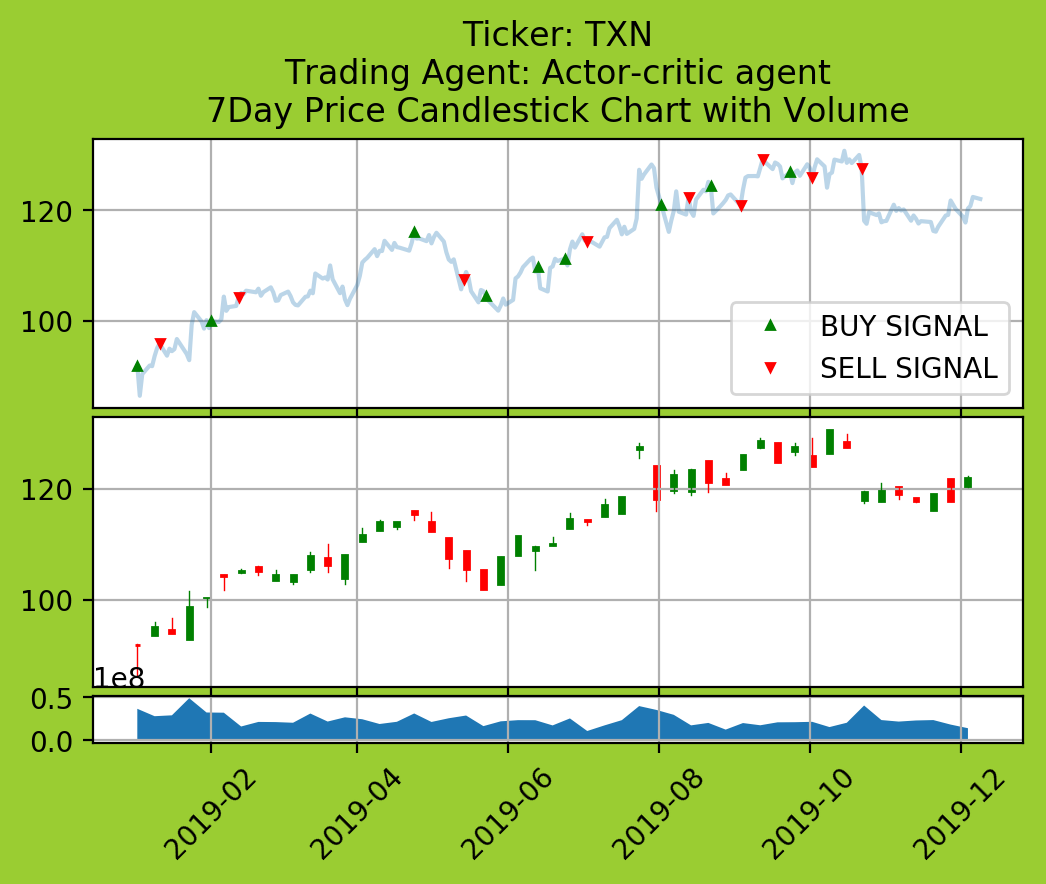 Ticker: TXN
Trading Agent: Actor-critic agent
7Day Price Candlestick Chart with Volume
120
100
BUY SIGNAL
SELL SIGNAL
120
100
1e8
0.5
0.0
2019-02
2019-04
2019-06
2019-08
2019-10
2019-12